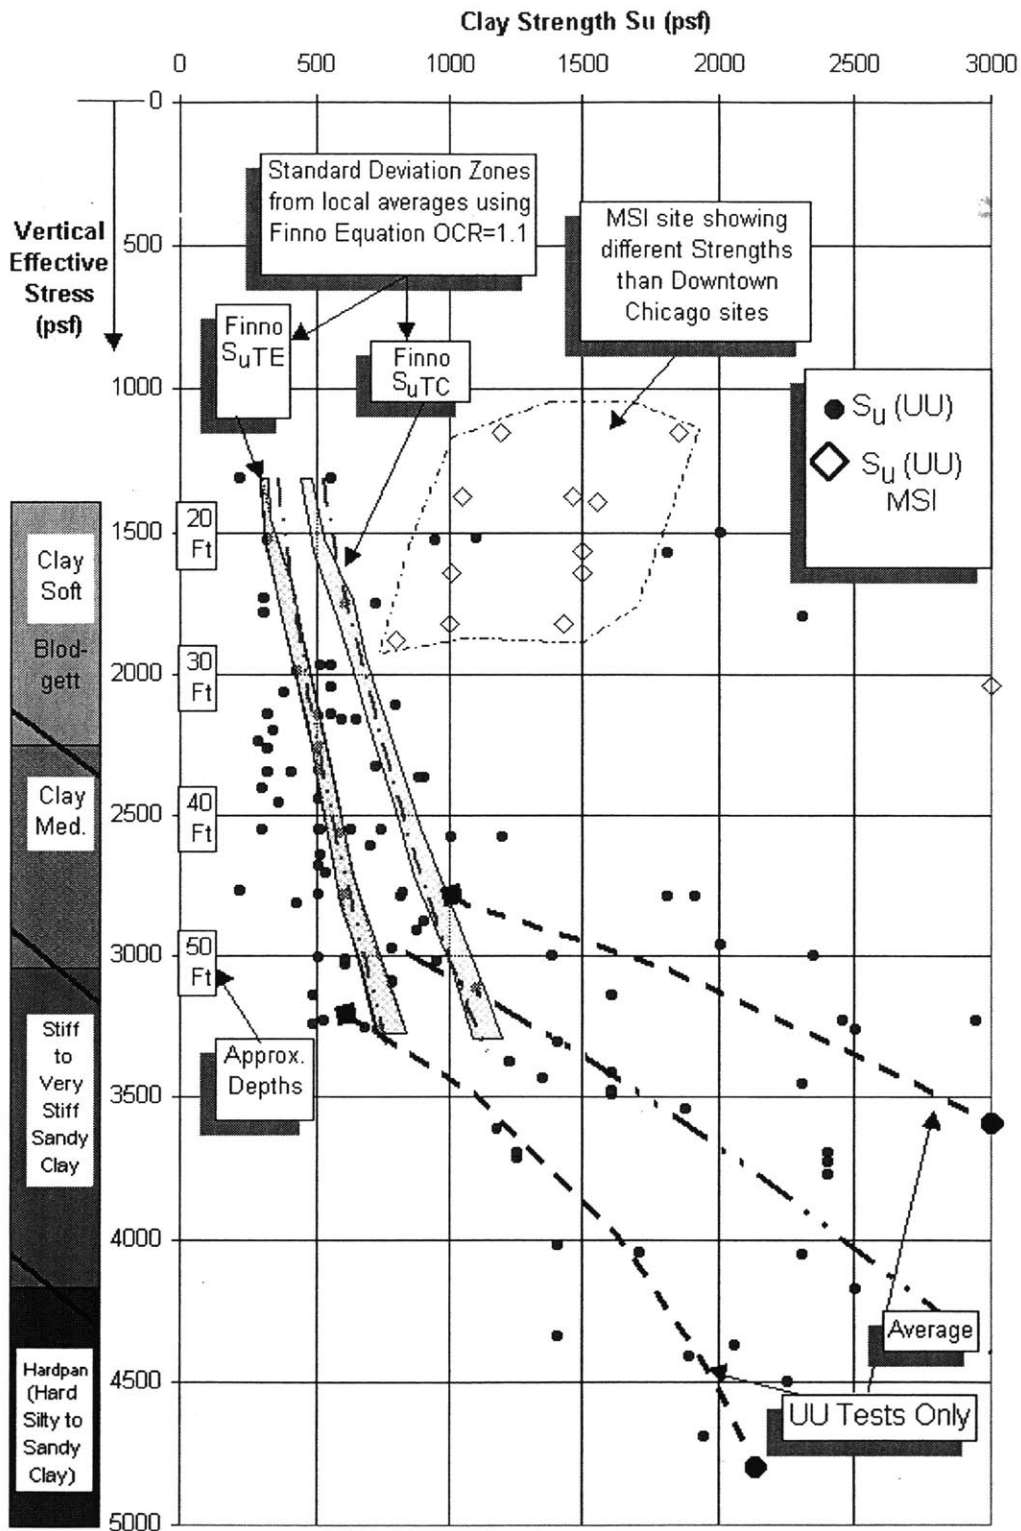 Clay Strength Su (psf)
0 500 1000 1500 2000 2500 3000
0
Standard Deviation Zones
from local averages using
Finno Equation OCR=1.1
MSI site showing
different Strengths
than Downtown
Chicago sites
Vertical
Effective
Stress
(psf)
500
Finno
SuTE
Finno
SuTC
1000
Su (UU)
Su (UU)
MSI
20
Ft
1500
Clay
Soft
Blod-
gett
30
Ft
2000
Clay
Med.
40
Ft
2500
50
Ft
3000
Stiff
to
Very
Stiff
Sandy
Clay
Approx.
Depths
3500
4000
Average
Hardpan
(Hard
Silty to
Sandy
Clay)
4500
UU Tests Only
5000